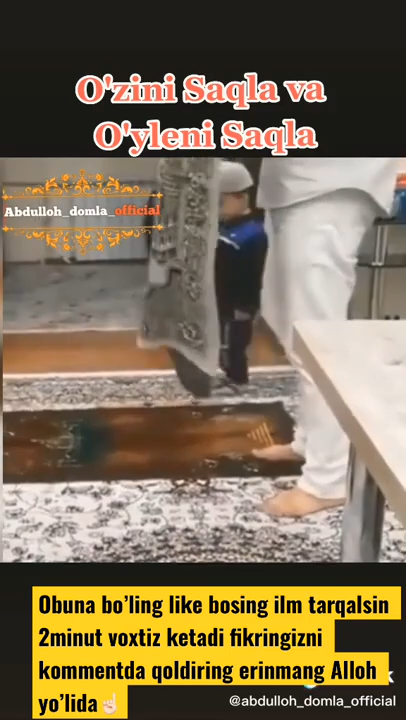 O'zini Saqla va
O'yleni Saqla
Abdulloh_domla_official
Obuna bo’ling like bosing ilm tarqalsin
2minut voxtiz ketadi fikringizni
kommentda qoldiring erinmang Alloh
yo’lida☝🏻
@abdulloh_domla_official